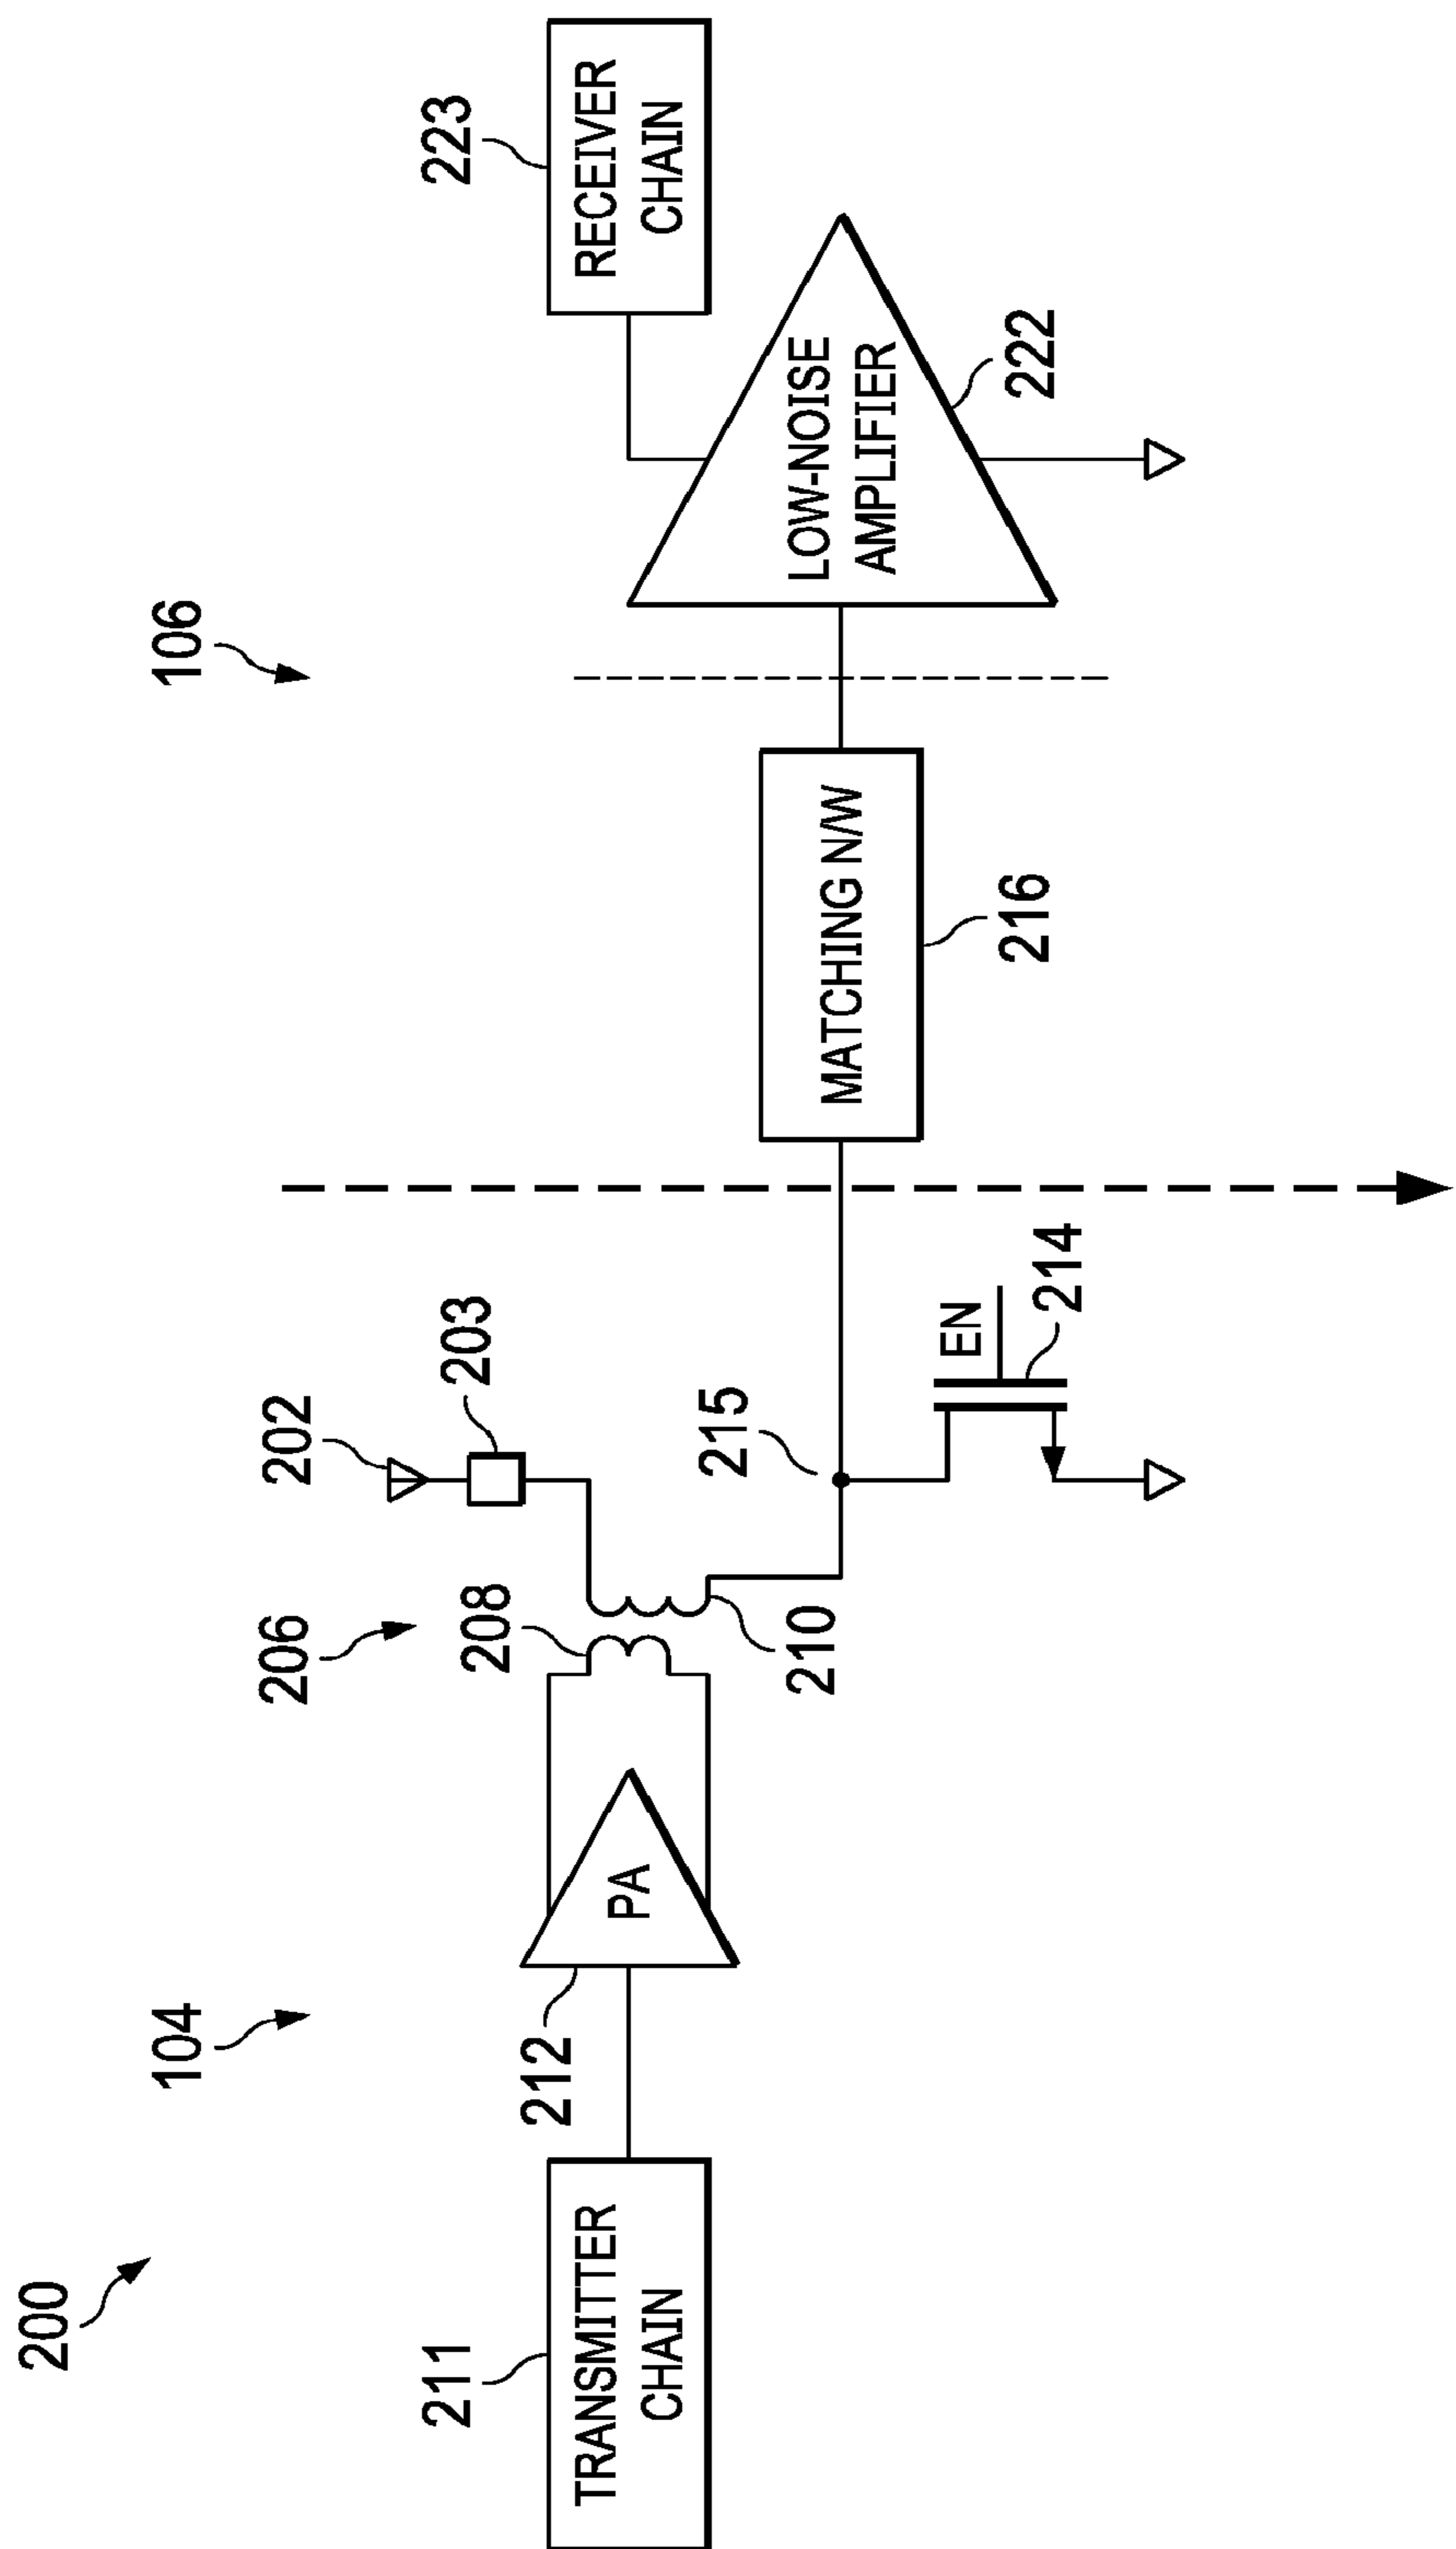 200
104
106
206
202
203
208
211
TRANSMITTER
CHAIN
212
PA
210
215
EN
214
MATCHING N/W
216
LOW-NOISE
AMPLIFIER
222
223
RECEIVER
CHAIN